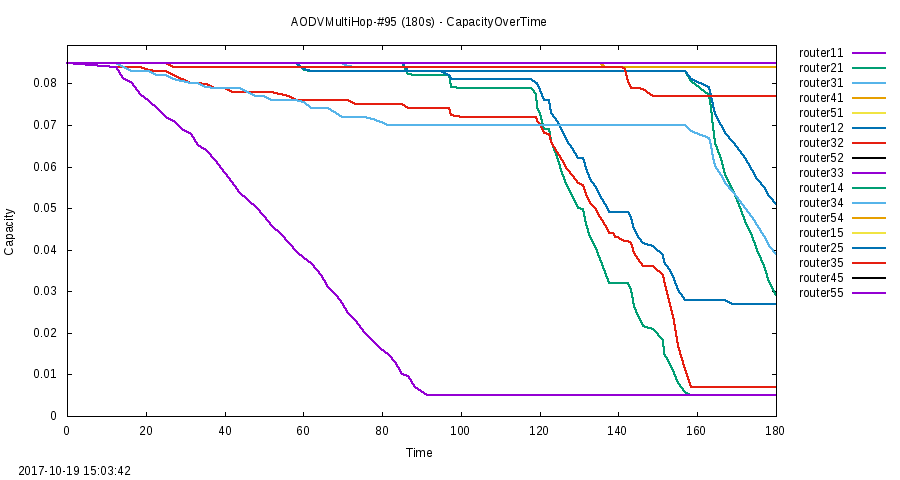 AODVMultiHop-#95 (180s) - CapacityOverTime
router11
router21
router31
router41
router51
router12
router32
router52
router33
router14
router34
router54
router15
router25
router35
router45
router55
Capacity
0.08
0.07
0.06
0.05
0.04
0.03
0.02
0.01
0
0 20 40 60 80 100 120 140 160 180
Time
2017-10-19 15:03:42